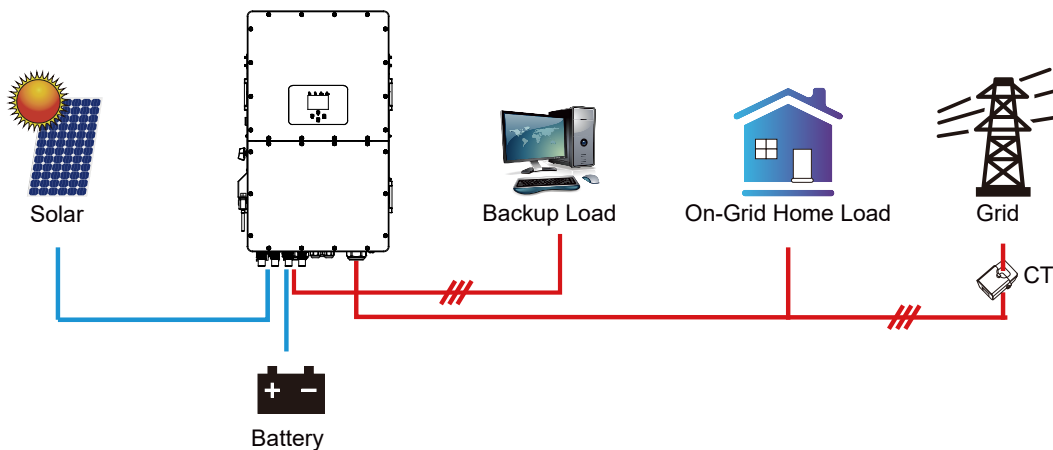 Solar
Backup Load
On-Grid Home Load
Grid
CT
+ −
Battery